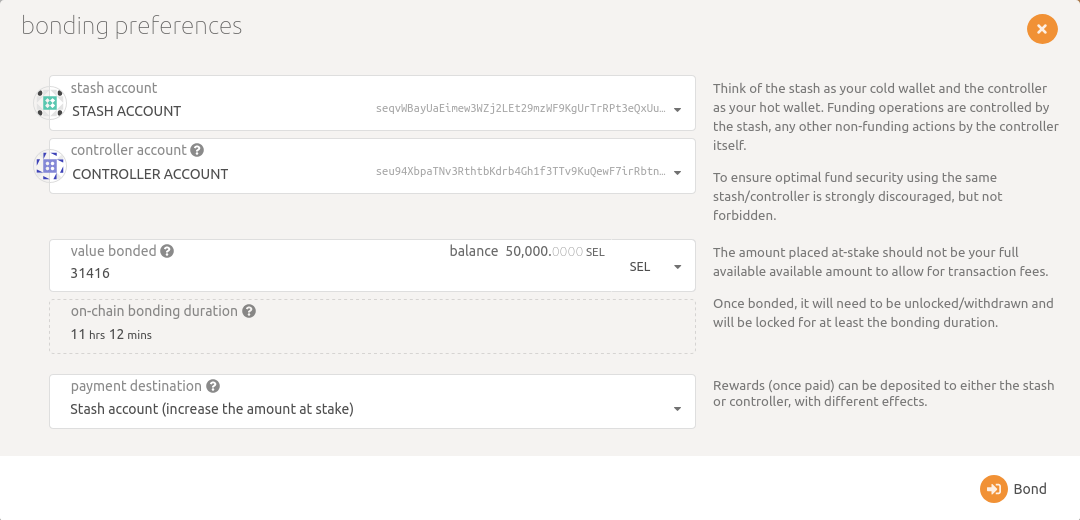 bonding preferences
stash account
STASH ACCOUNT seqvWBayUaEimew3WZj2LEt29mzWF9KgUrTrRPt3eQxUu…
controller account
CONTROLLER ACCOUNT seu94XbpaTNv3RthtbKdrb4Gh1f3TTv9KuQewF7irRbtn…
Think of the stash as your cold wallet and the controller
as your hot wallet. Funding operations are controlled by
the stash, any other non-funding actions by the controller
itself.
To ensure optimal fund security using the same
stash/controller is strongly discouraged, but not
forbidden.
value bonded balance 50,000.0000 SEL
31416 SEL
on-chain bonding duration
11 hrs 12 mins
The amount placed at-stake should not be your full
available available amount to allow for transaction fees.
Once bonded, it will need to be unlocked/withdrawn and
will be locked for at least the bonding duration.
payment destination
Stash account (increase the amount at stake)
Rewards (once paid) can be deposited to either the stash
or controller, with different effects.
Bond